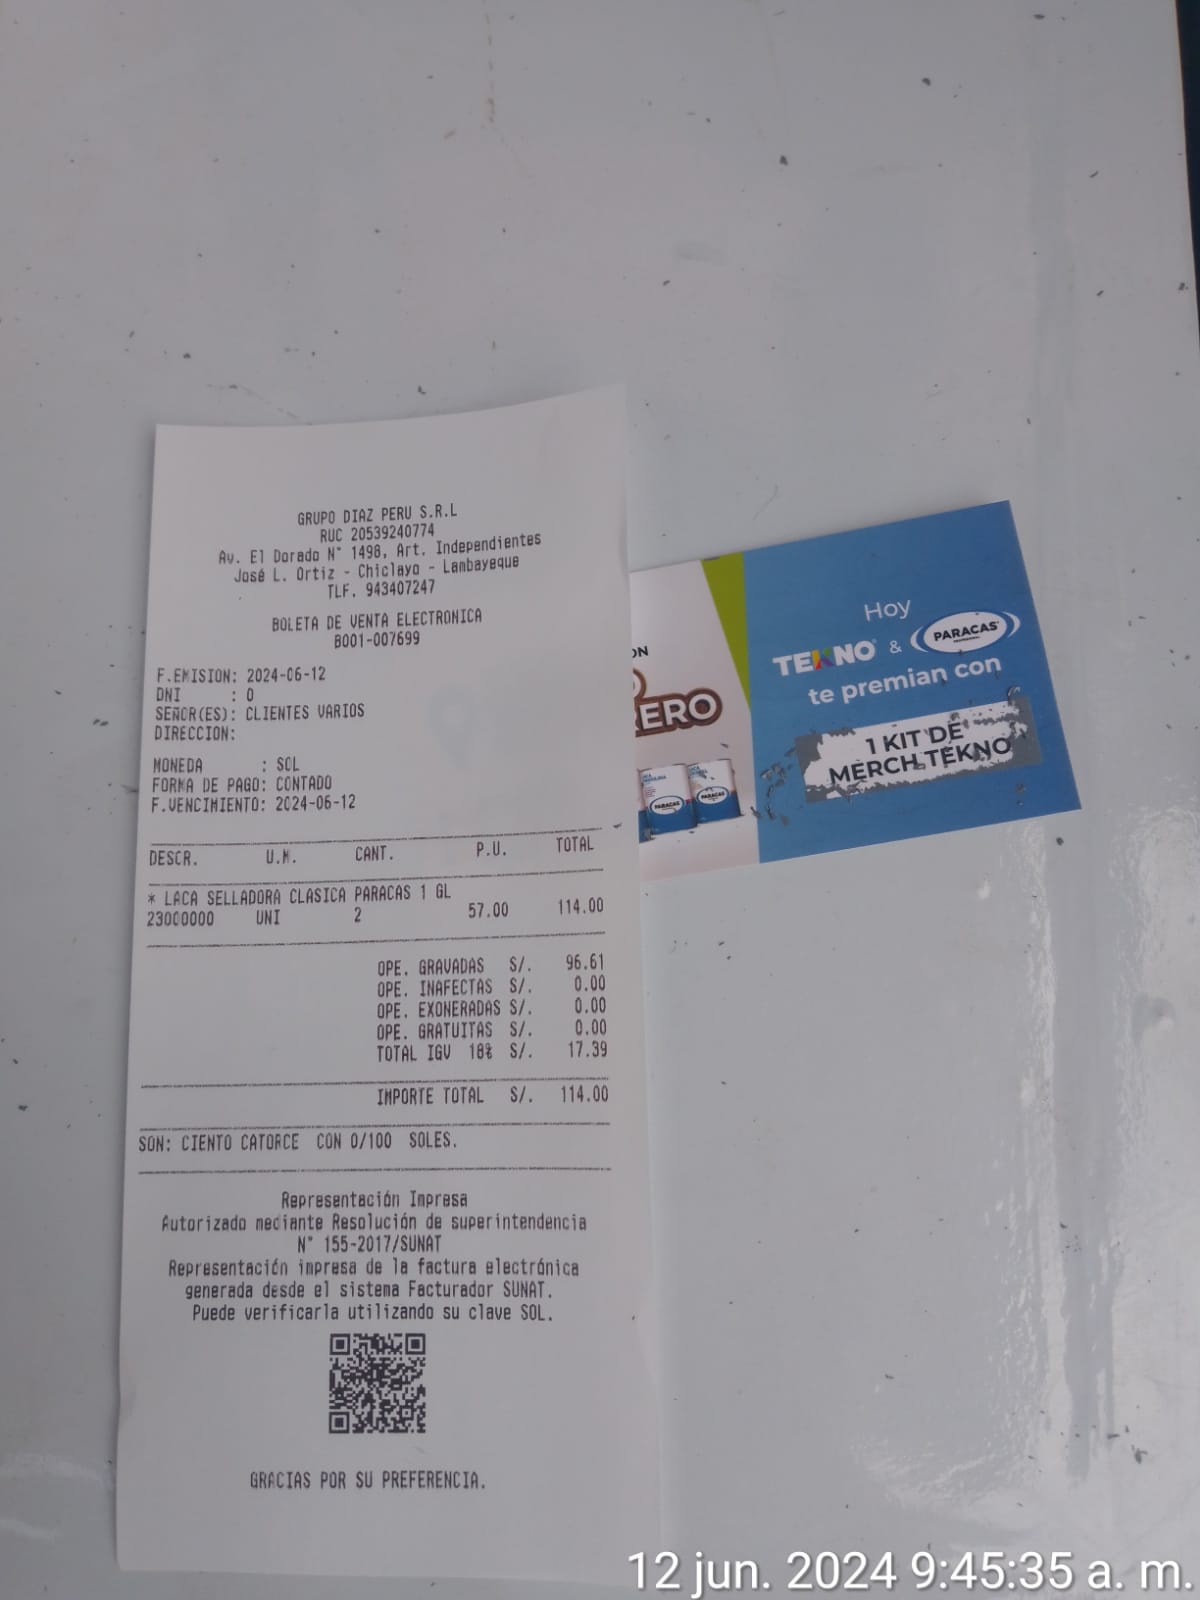 GRUPO DIAZ PERU S.R.L
RUC 20539240774
Av. El Dorado N° 1498, Art. Independientes
José L. Ortiz - Chiclayo - Lambayeque
TLF. 943407247
BOLETA DE VENTA ELECTRONICA
B001-007699
F.EMISION: 2024-06-12
DNI : 0
SEÑOR(ES): CLIENTES VARIOS
DIRECCION:
MONEDA : SOL
FORMA DE PAGO: CONTADO
F.VENCIMIENTO: 2024-06-12
DESCR. U.M. CANT. P.U. TOTAL
* LACA SELLADORA CLASICA PARACAS 1 GL
23000000 UNI 2 57.00 114.00
OPE. GRAVADAS S/. 96.61
OPE. INAFECTAS S/. 0.00
OPE. EXONERADAS S/. 0.00
OPE. GRATUITAS S/. 0.00
TOTAL IGV 18% S/. 17.39
IMPORTE TOTAL S/. 114.00
SON: CIENTO CATORCE CON 0/100 SOLES.
Representación Impresa
Autorizado mediante Resolución de superintendencia
N° 155-2017/SUNAT
Representación impresa de la factura electrónica
generada desde el sistema Facturador SUNAT.
Puede verificarla utilizando su clave SOL.
GRACIAS POR SU PREFERENCIA.
ON
O
ERO
PARACAS
PARACAS
Hoy
TEKNO & PARACAS
te premian con
1 KIT DE
MERCH TEKNO
12 jun. 2024 9:45:35 a. m.